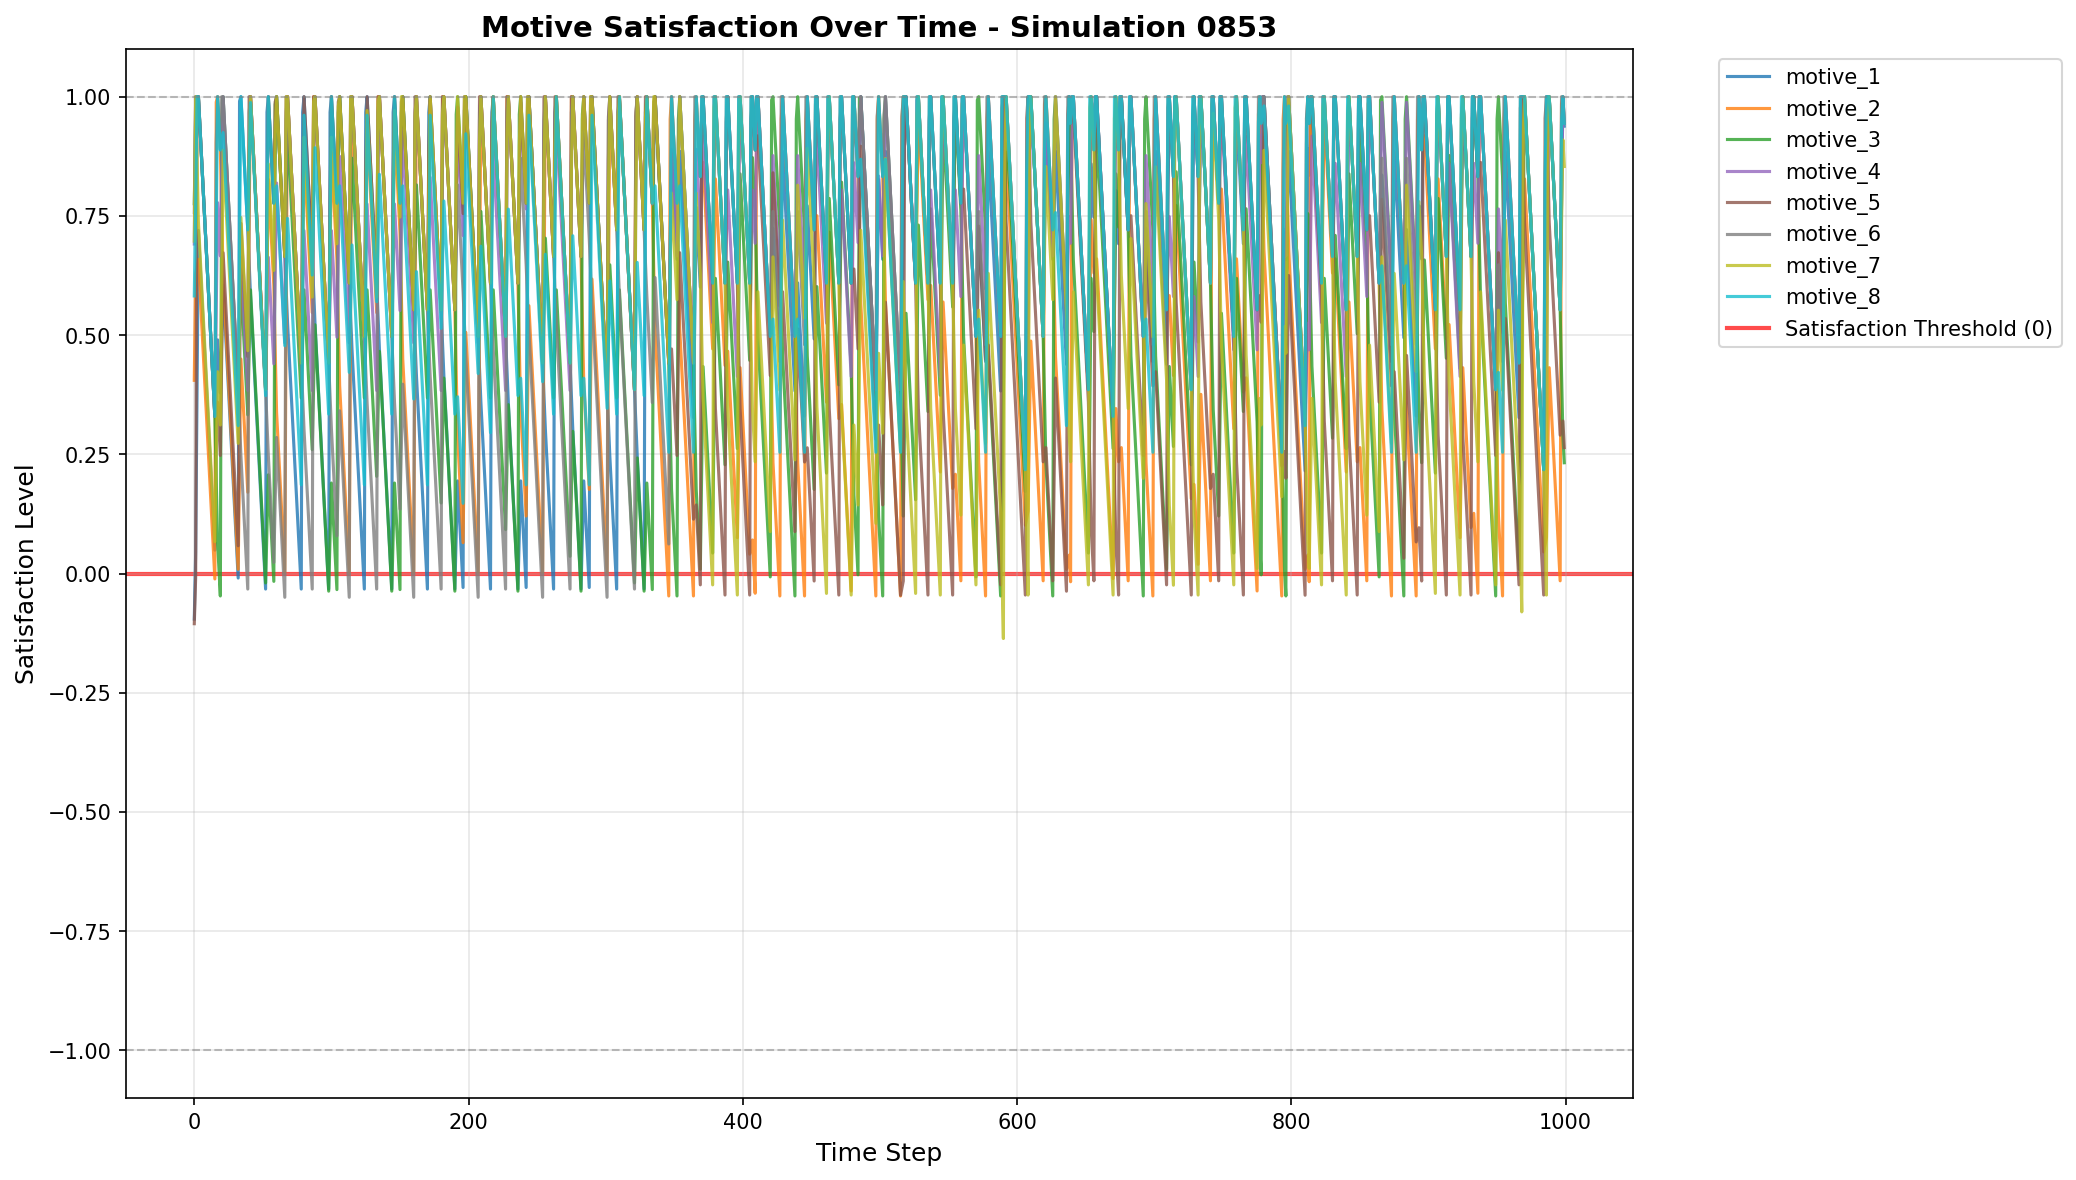 Motive Satisfaction Over Time - Simulation 0853
Satisfaction Level
1.00
0.75
0.50
0.25
0.00
−0.25
−0.50
−0.75
−1.00
0
200
400
600
800
1000
Time Step
motive_1
motive_2
motive_3
motive_4
motive_5
motive_6
motive_7
motive_8
Satisfaction Threshold (0)